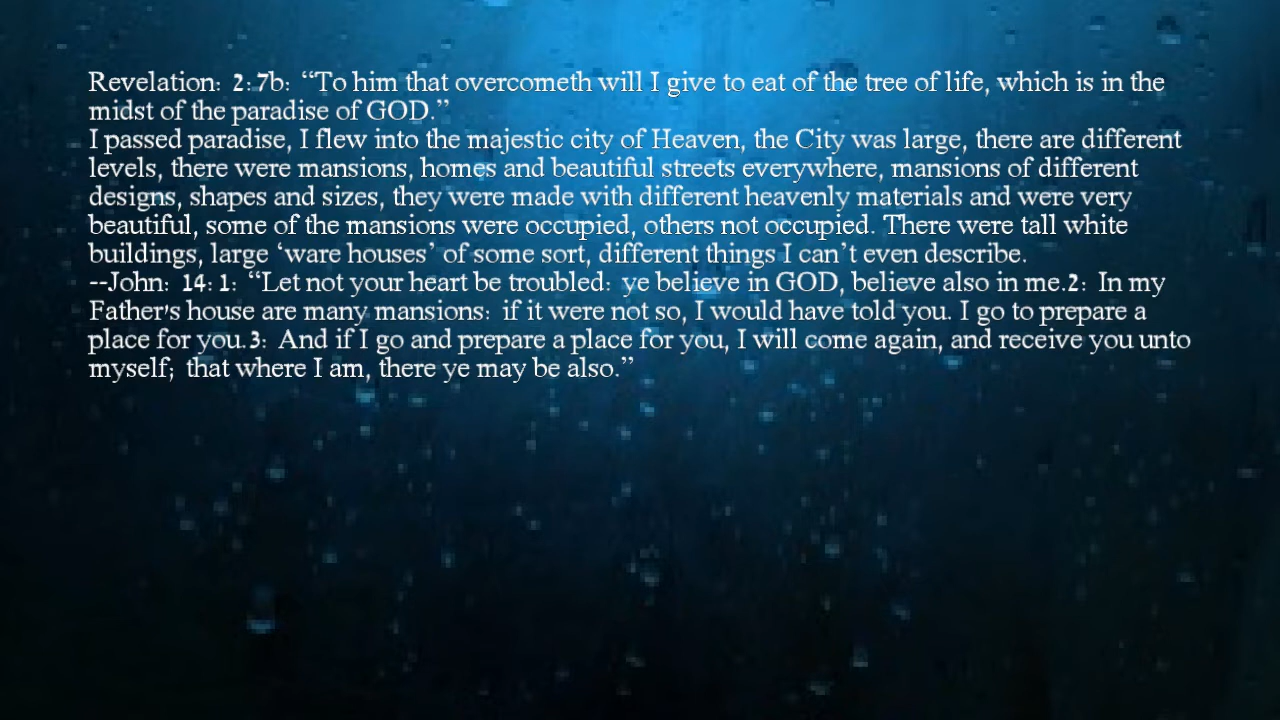 Revelation: 2:7b: “To him that overcometh will I give to eat of the tree of life, which is in the
midst of the paradise of GOD.”
I passed paradise, I flew into the majestic city of Heaven, the City was large, there are different
levels, there were mansions, homes and beautiful streets everywhere, mansions of different
designs, shapes and sizes, they were made with different heavenly materials and were very
beautiful, some of the mansions were occupied, others not occupied. There were tall white
buildings, large ‘ware houses’ of some sort, different things I can’t even describe.
--John: 14:1: “Let not your heart be troubled: ye believe in GOD, believe also in me.2: In my
Father's house are many mansions: if it were not so, I would have told you. I go to prepare a
place for you.3: And if I go and prepare a place for you, I will come again, and receive you unto
myself; that where I am, there ye may be also.”